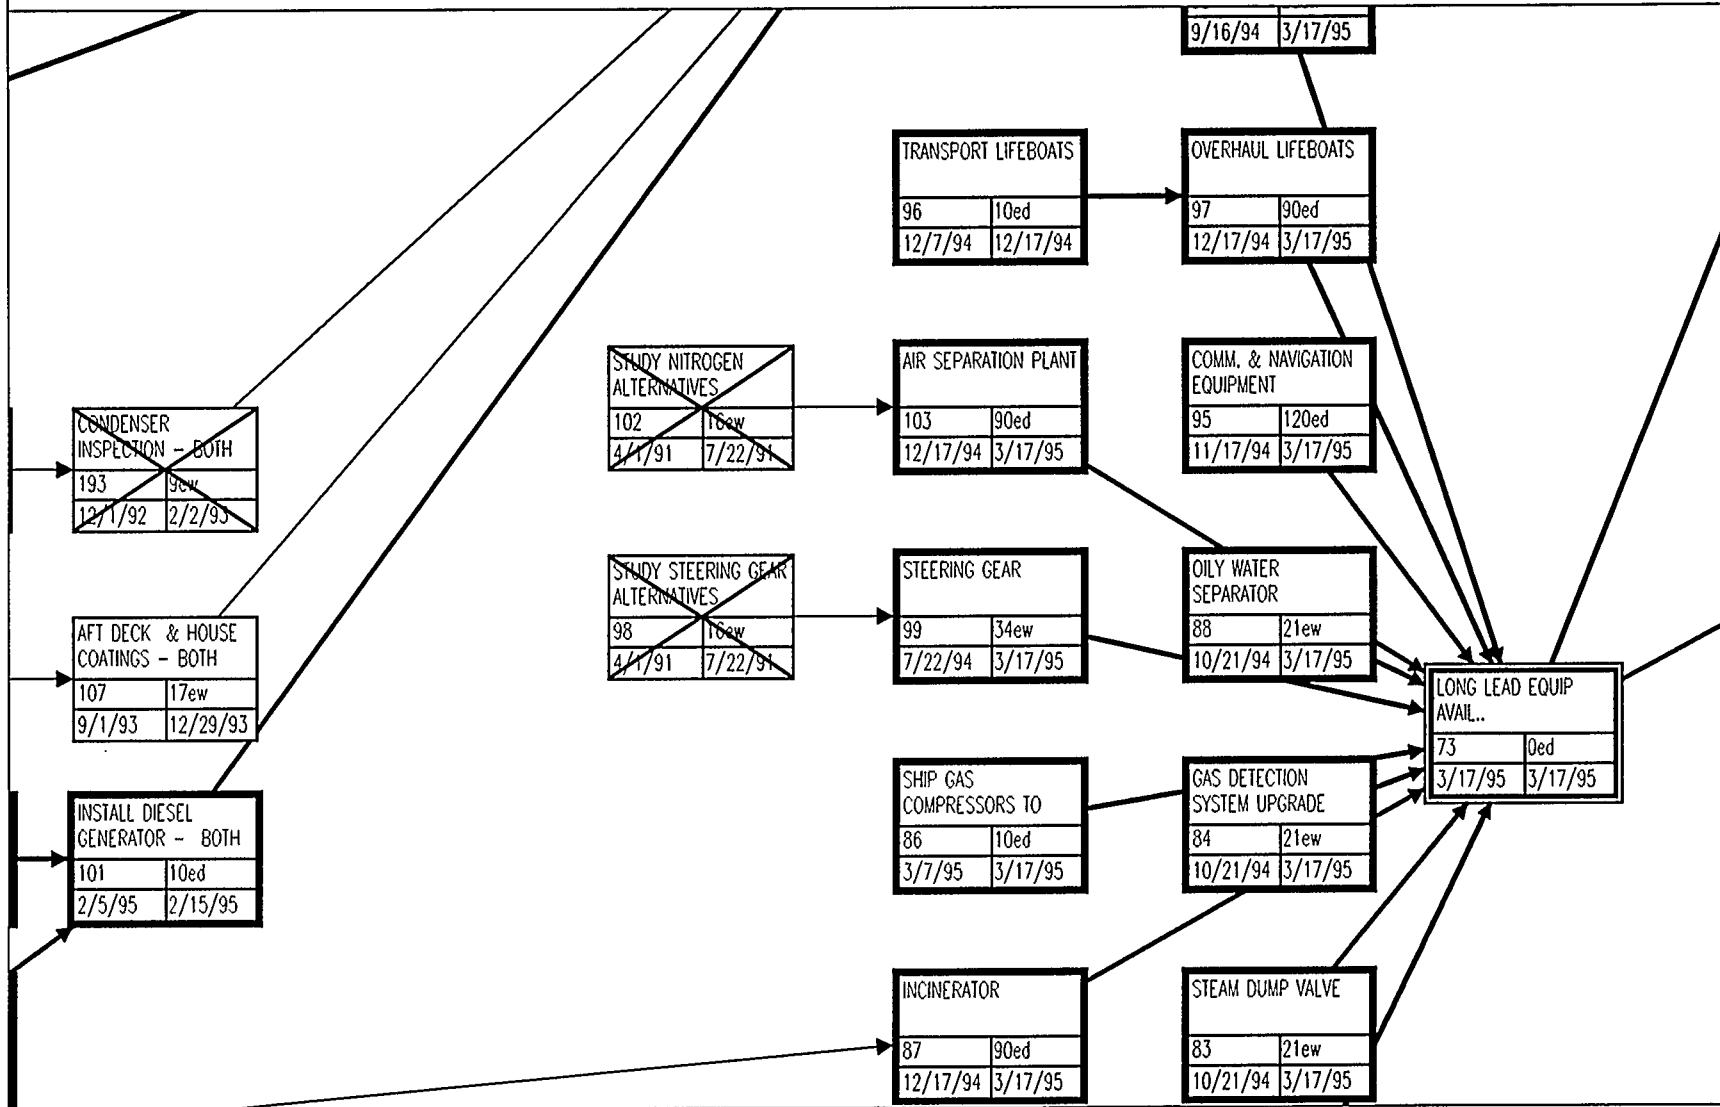 9/16/94 3/17/95
TRANSPORT LIFEBOATS
96 10ed
12/7/94 12/17/94
OVERHAUL LIFEBOATS
97 90ed
12/17/94 3/17/95
STUDY NITROGEN
ALTERNATIVES
102 16ew
4/1/91 7/22/91
AIR SEPARATION PLANT
103 90ed
12/17/94 3/17/95
COMM. & NAVIGATION
EQUIPMENT
95 120ed
11/17/94 3/17/95
CONDENSER
INSPECTION - BOTH
193 9ew
12/1/92 2/2/93
STUDY STEERING GEAR
ALTERNATIVES
98 16ew
4/1/91 7/22/91
STEERING GEAR
99 34ew
7/22/94 3/17/95
OILY WATER
SEPARATOR
88 21ew
10/21/94 3/17/95
AFT DECK & HOUSE
COATINGS - BOTH
107 17ew
9/1/93 12/29/93
LONG LEAD EQUIP
AVAIL..
73 0ed
3/17/95 3/17/95
INSTALL DIESEL
GENERATOR - BOTH
101 10ed
2/5/95 2/15/95
SHIP GAS
COMPRESSORS TO
86 10ed
3/7/95 3/17/95
GAS DETECTION
SYSTEM UPGRADE
84 21ew
10/21/94 3/17/95
INCINERATOR
87 90ed
12/17/94 3/17/95
STEAM DUMP VALVE
83 21ew
10/21/94 3/17/95